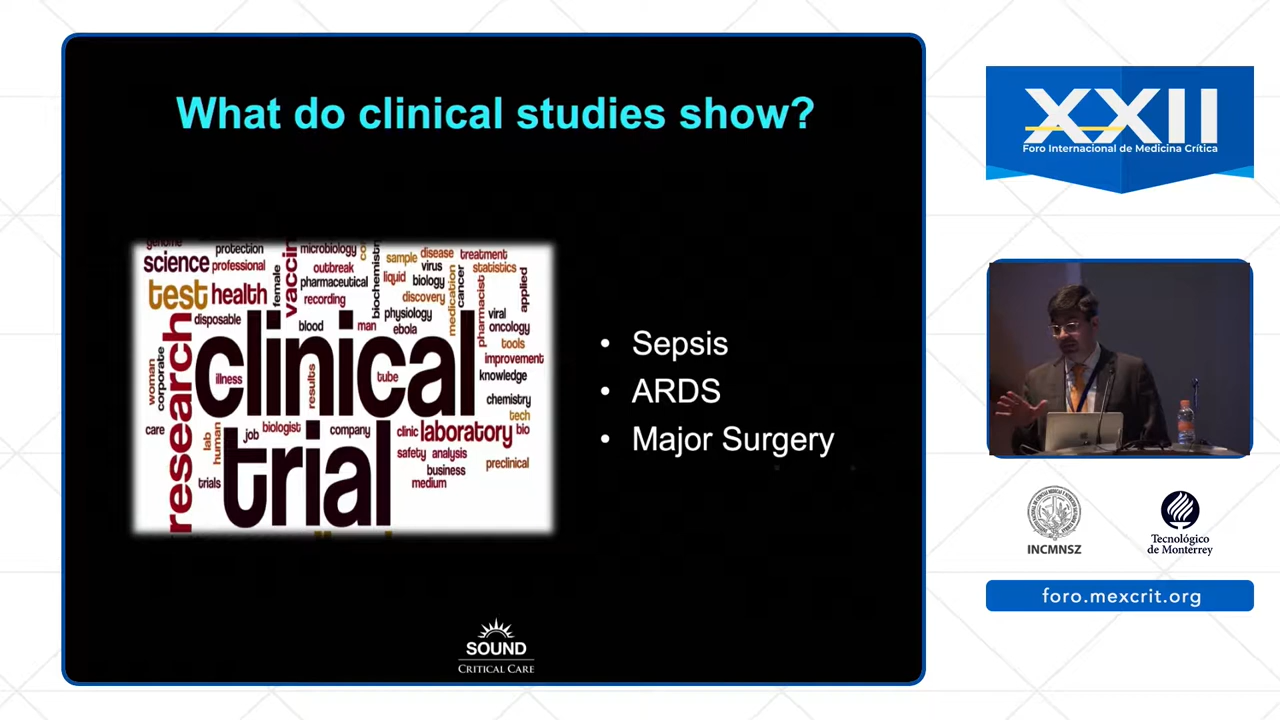 What do clinical studies show?
genome
protection
microbiology
science
professional
female
vaccin
outbreak
pharmaceutical
recording
biochemistry
sample
disease
treatment
liquid
virus
statistics
biology
medication
cancer
discovery
pharmacist
applied
test
health
disposable
blood
man
physiology
ebola
viral
oncology
tools
improvement
clinical
research
woman
corporate
illness
results
tube
knowledge
chemistry
tech
care
lab
human
job
biologist
company
clinic
laboratory
bio
trial
safety
analysis
business
preclinical
trials
medium
• Sepsis
• ARDS
• Major Surgery
SOUND
CRITICAL CARE
XXII
Foro Internacional de Medicina Crítica
INCMNSZ
Tecnológico
de Monterrey
foro.mexcrit.org